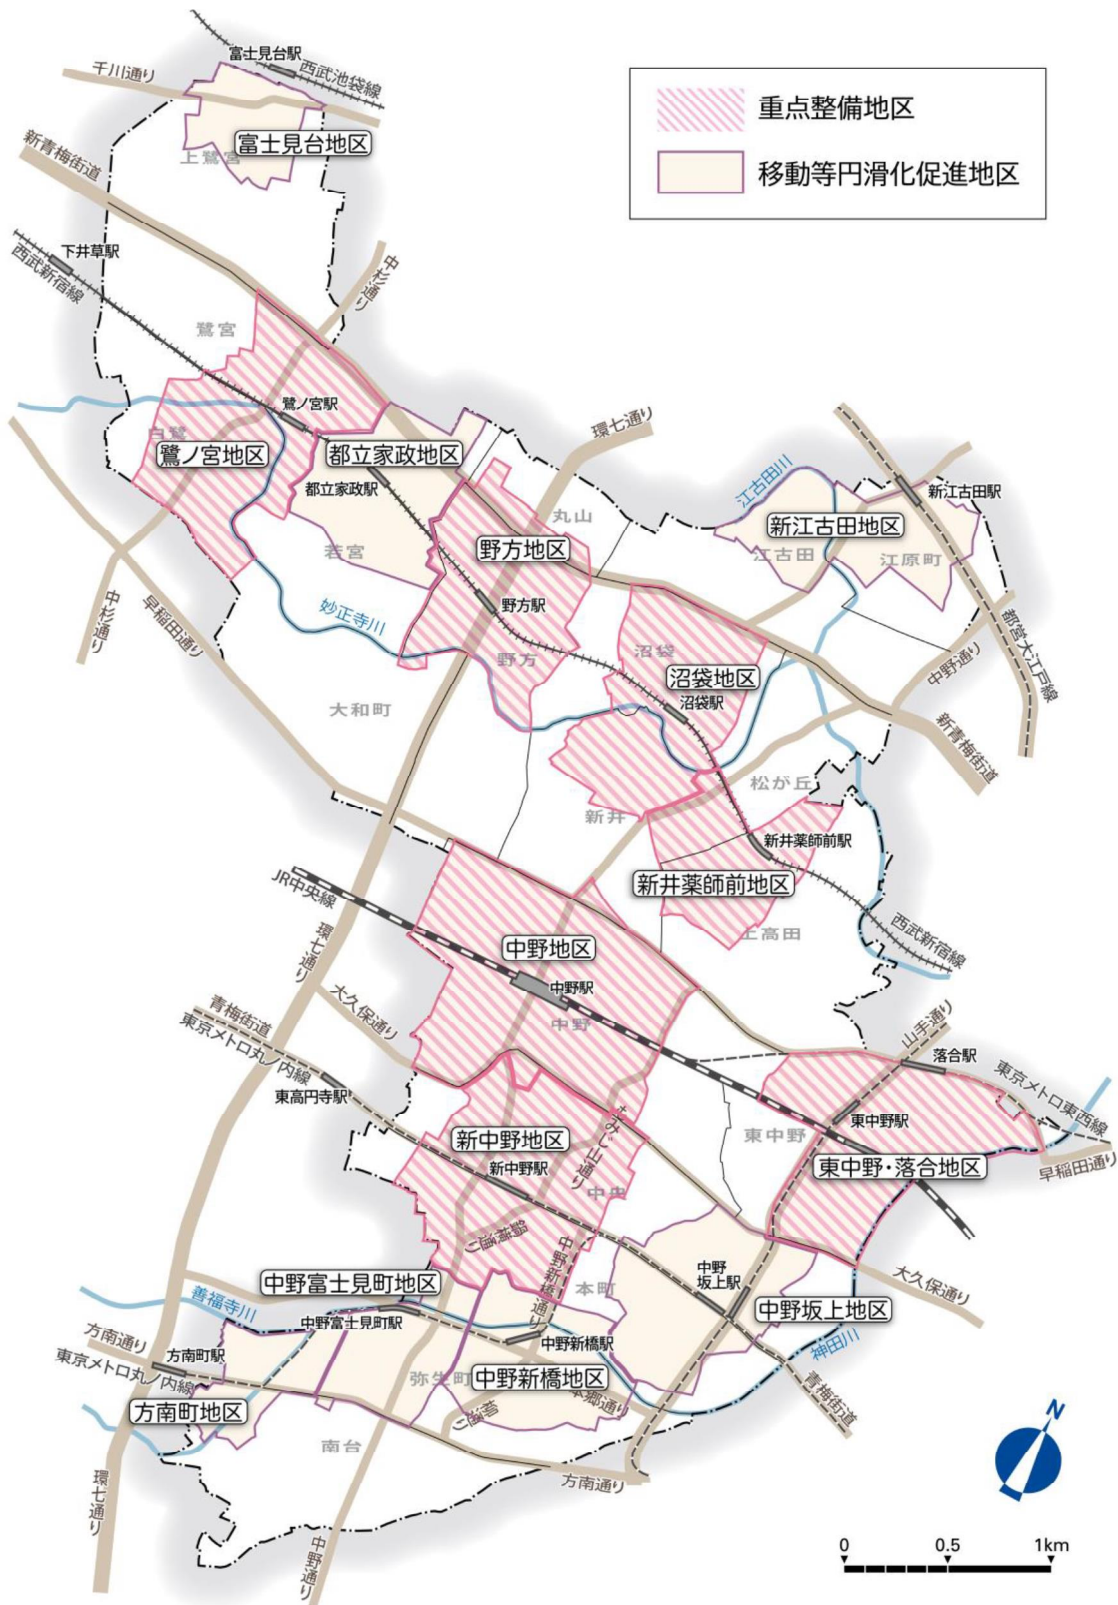 富士見台駅
西武池袋線
千川通り
重点整備地区
移動等円滑化促進地区
富士見台地区
上鷺宮
新青梅街道
下井草駅
西武新宿線
中杉通り
鷺宮
鷺ノ宮駅
白鷺
鷺ノ宮地区
都立家政地区
都立家政駅
若宮
環七通り
丸山
野方地区
野方駅
野方
江古田川
新江古田駅
新江古田地区
江古田
江原町
都営大江戸線
中杉通り
早稲田通り
妙正寺川
大和町
沼袋
沼袋地区
沼袋駅
中野通り
新青梅街道
松が丘
新井
新井薬師前駅
新井薬師前地区
上高田
西武新宿線
JR中央線
環七通り
中野地区
中野駅
中野
大久保通り
青梅街道
東京メトロ丸ノ内線
東高円寺駅
山手通り
落合駅
東京メトロ東西線
東中野駅
東中野
東中野・落合地区
早稲田通り
新中野地区
新中野駅
もみじ山通り
中央
鍋横通り
中野新橋通り
本町
中野
坂上駅
中野坂上地区
大久保通り
神田川
青梅街道
中野富士見町地区
善福寺川
中野富士見町駅
中野新橋駅
中野新橋地区
本郷通り
弥生町
方南通り
東京メトロ丸ノ内線
方南町駅
方南町地区
南台
方南通り
環七通り
中野通り
N
0
0.5
1km